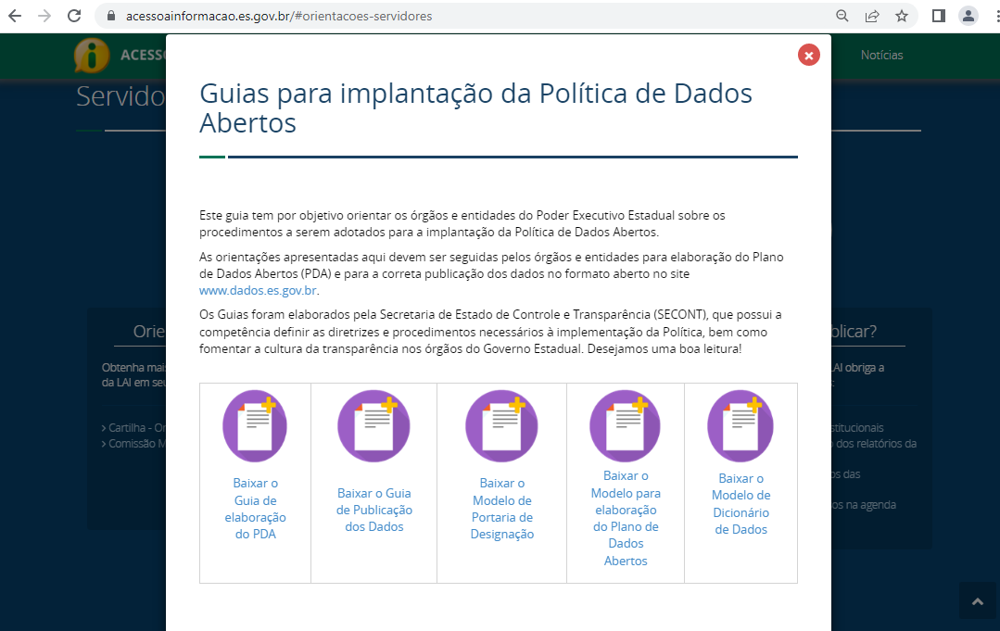 acessoainformacao.es.gov.br/#orientacoes-servidores
ACESSO
Notícias
Servido
Guias para implantação da Política de Dados
Abertos
Este guia tem por objetivo orientar os órgãos e entidades do Poder Executivo Estadual sobre os
procedimentos a serem adotados para a implantação da Política de Dados Abertos.
As orientações apresentadas aqui devem ser seguidas pelos órgãos e entidades para elaboração do Plano
de Dados Abertos (PDA) e para a correta publicação dos dados no formato aberto no site
www.dados.es.gov.br.
Os Guias foram elaborados pela Secretaria de Estado de Controle e Transparência (SECONT), que possui a
competência definir as diretrizes e procedimentos necessários à implementação da Política, bem como
fomentar a cultura da transparência nos órgãos do Governo Estadual. Desejamos uma boa leitura!
Baixar o
Guia de
elaboração
do PDA
Baixar o Guia
de Publicação
dos Dados
Baixar o
Modelo de
Portaria de
Designação
Baixar o
Modelo para
elaboração
do Plano de
Dados
Abertos
Baixar o
Modelo de
Dicionário
de Dados
Orie
Obtenha mai
da LAI em seu
> Cartilha - Or
> Comissão M
blicar?
LAI obriga a
stitucionais
o dos relatórios da
os das
os na agenda